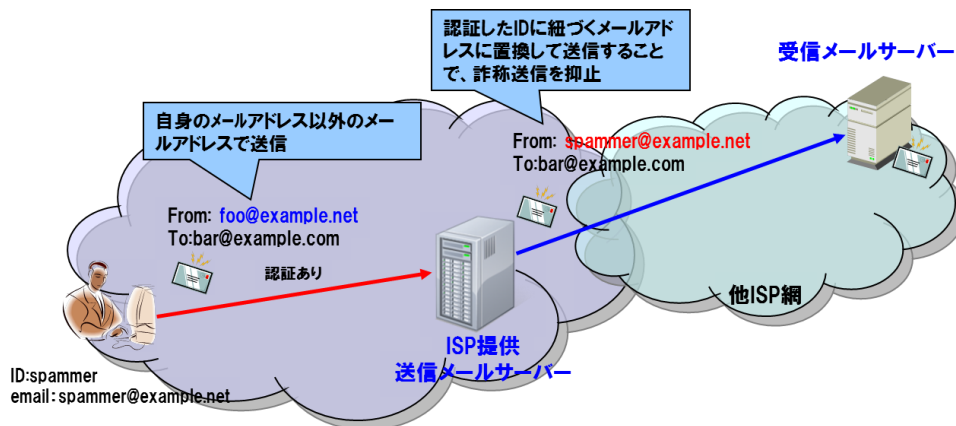 認証したIDに紐づくメールアド
レスに置換して送信すること
で、詐称送信を抑止
受信メールサーバー
自身のメールアドレス以外のメー
ルアドレスで送信
From: spammer@example.net
To:bar@example.com
From: foo@example.net
To:bar@example.com
認証あり
他ISP網
ISP提供
送信メールサーバー
ID:spammer
email:spammer@example.net